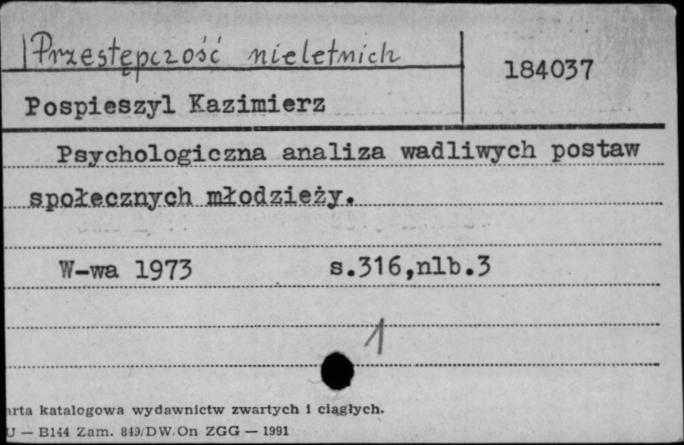 Przestępczość nieletnich
184037
Pospieszyl Kazimierz
Psychologiczna analiza wadliwych postaw
społecznych młodzieży.
W-wa 1973 s.316,nlb.3
1
arta katalogowa wydawnictw zwartych i ciągłych.
U — B144 Zam. 849/DW/On ZGG — 1991